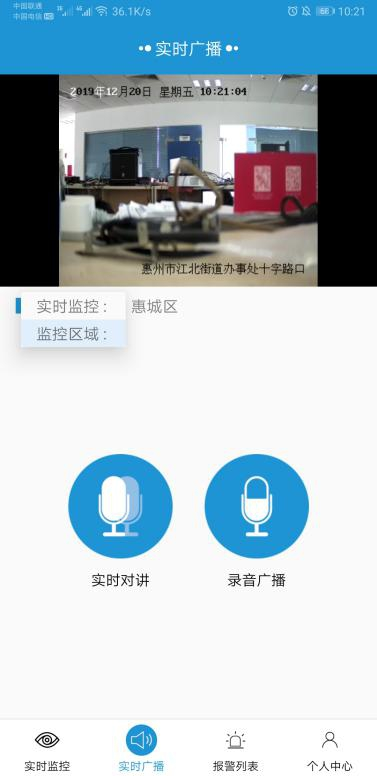 中国联通
中国电信 HD
36.1K/s
66
10:21
实时广播
2019年12月20日 星期五 10:21:04
惠州市江北街道办事处十字路口
实时监控：
惠城区
监控区域：
实时对讲
录音广播
实时监控
实时广播
报警列表
个人中心